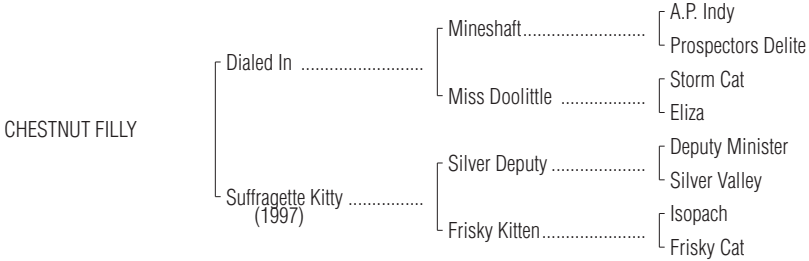 A.P. Indy
Mineshaft..........................
Prospectors Delite
Dialed In ..........................
Storm Cat
Miss Doolittle ..................
Eliza
CHESTNUT FILLY
Deputy Minister
Silver Deputy ....................
Silver Valley
Suffragette Kitty ................
(1997)
Isopach
Frisky Kitten......................
Frisky Cat